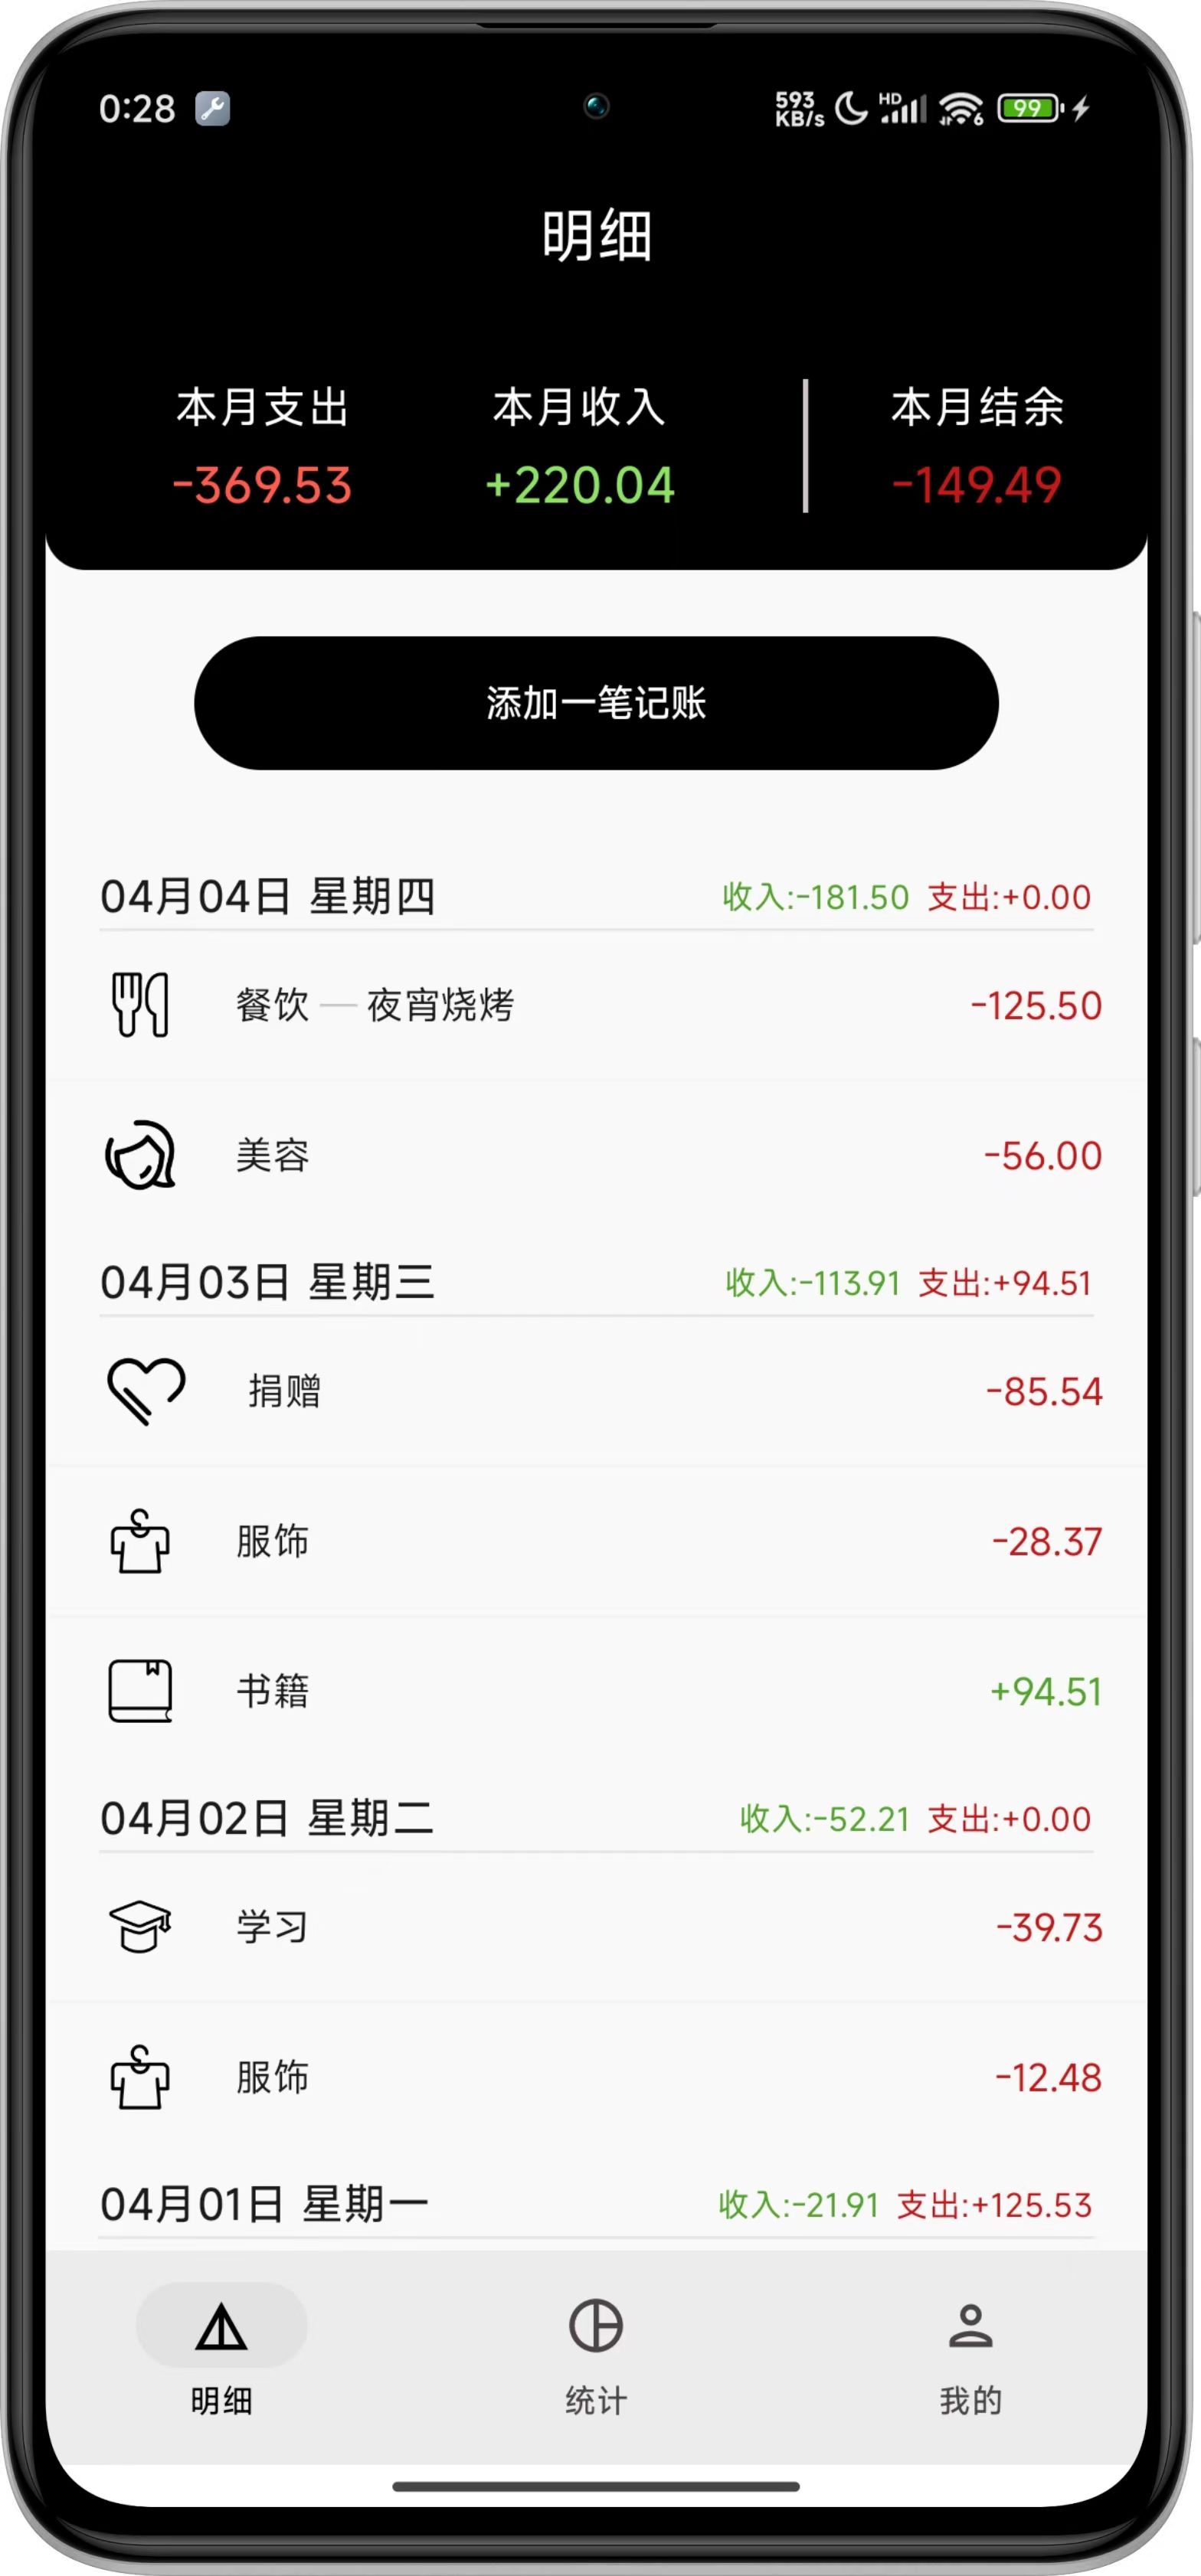 0:28
593 KB/s HD 6 99
明细
本月支出 本月收入 本月结余
-369.53 +220.04 -149.49
添加一笔记账
04月04日 星期四 收入:-181.50 支出:+0.00
餐饮 — 夜宵烧烤 -125.50
美容 -56.00
04月03日 星期三 收入:-113.91 支出:+94.51
捐赠 -85.54
服饰 -28.37
书籍 +94.51
04月02日 星期二 收入:-52.21 支出:+0.00
学习 -39.73
服饰 -12.48
04月01日 星期一 收入:-21.91 支出:+125.53
明细 统计 我的